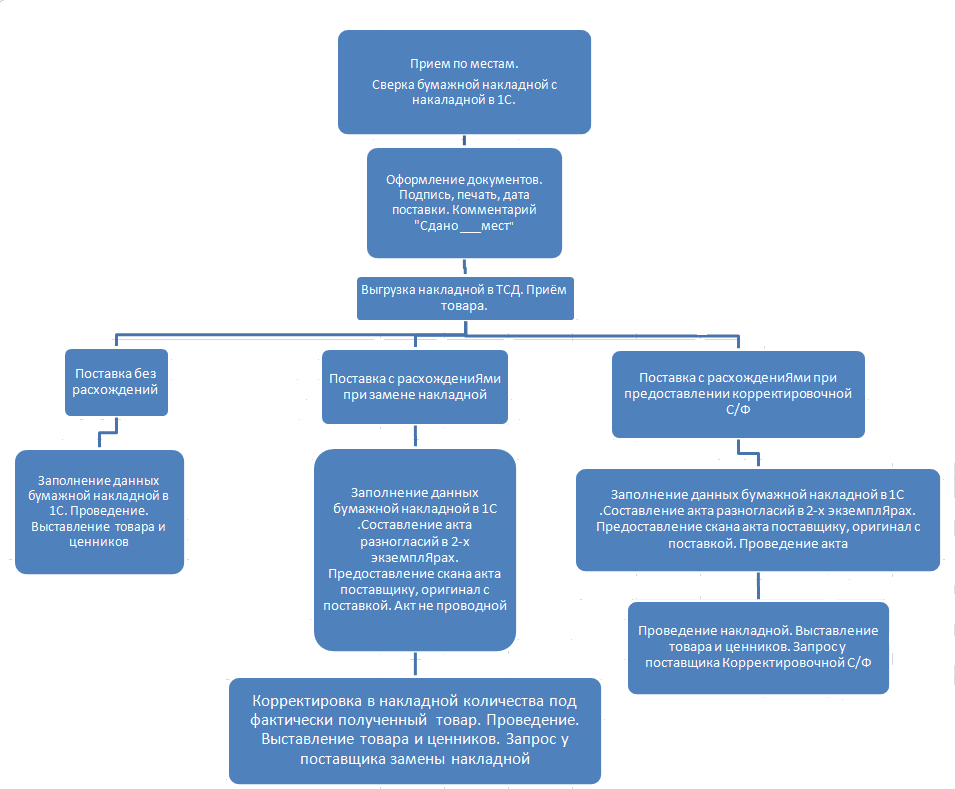 Прием по местам.
Сверка бумажной накладной с
накаладной в 1С.
Оформление документов.
Подпись, печать, дата
поставки. Комментарий
"Сдано ___мест"
Выгрузка накладной в ТСД. Приём
товара.
Поставка без
расхождений
Поставка с расхождениЯми
при замене накладной
Поставка с расхождениЯми при
предоставлении корректировочной
С/Ф
Заполнение данных
бумажной накладной в
1С. Проведение.
Выставление товара и
ценников
Заполнение данных
бумажной накладной в 1С
.Составление акта
разногласий в 2-х
экземплЯрах.
Предоставление скана акта
поставщику, оригинал с
поставкой. Акт не проводной
Заполнение данных бумажной накладной в 1С
.Составление акта разногласий в 2-х экземплЯрах.
Предоставление скана акта поставщику, оригинал с
поставкой. Проведение акта
Корректировка в накладной количества под
фактически полученный товар. Проведение.
Выставление товара и ценников. Запрос у
поставщика замены накладной
Проведение накладной. Выставление
товара и ценников. Запрос у
поставщика Корректировочной С/Ф